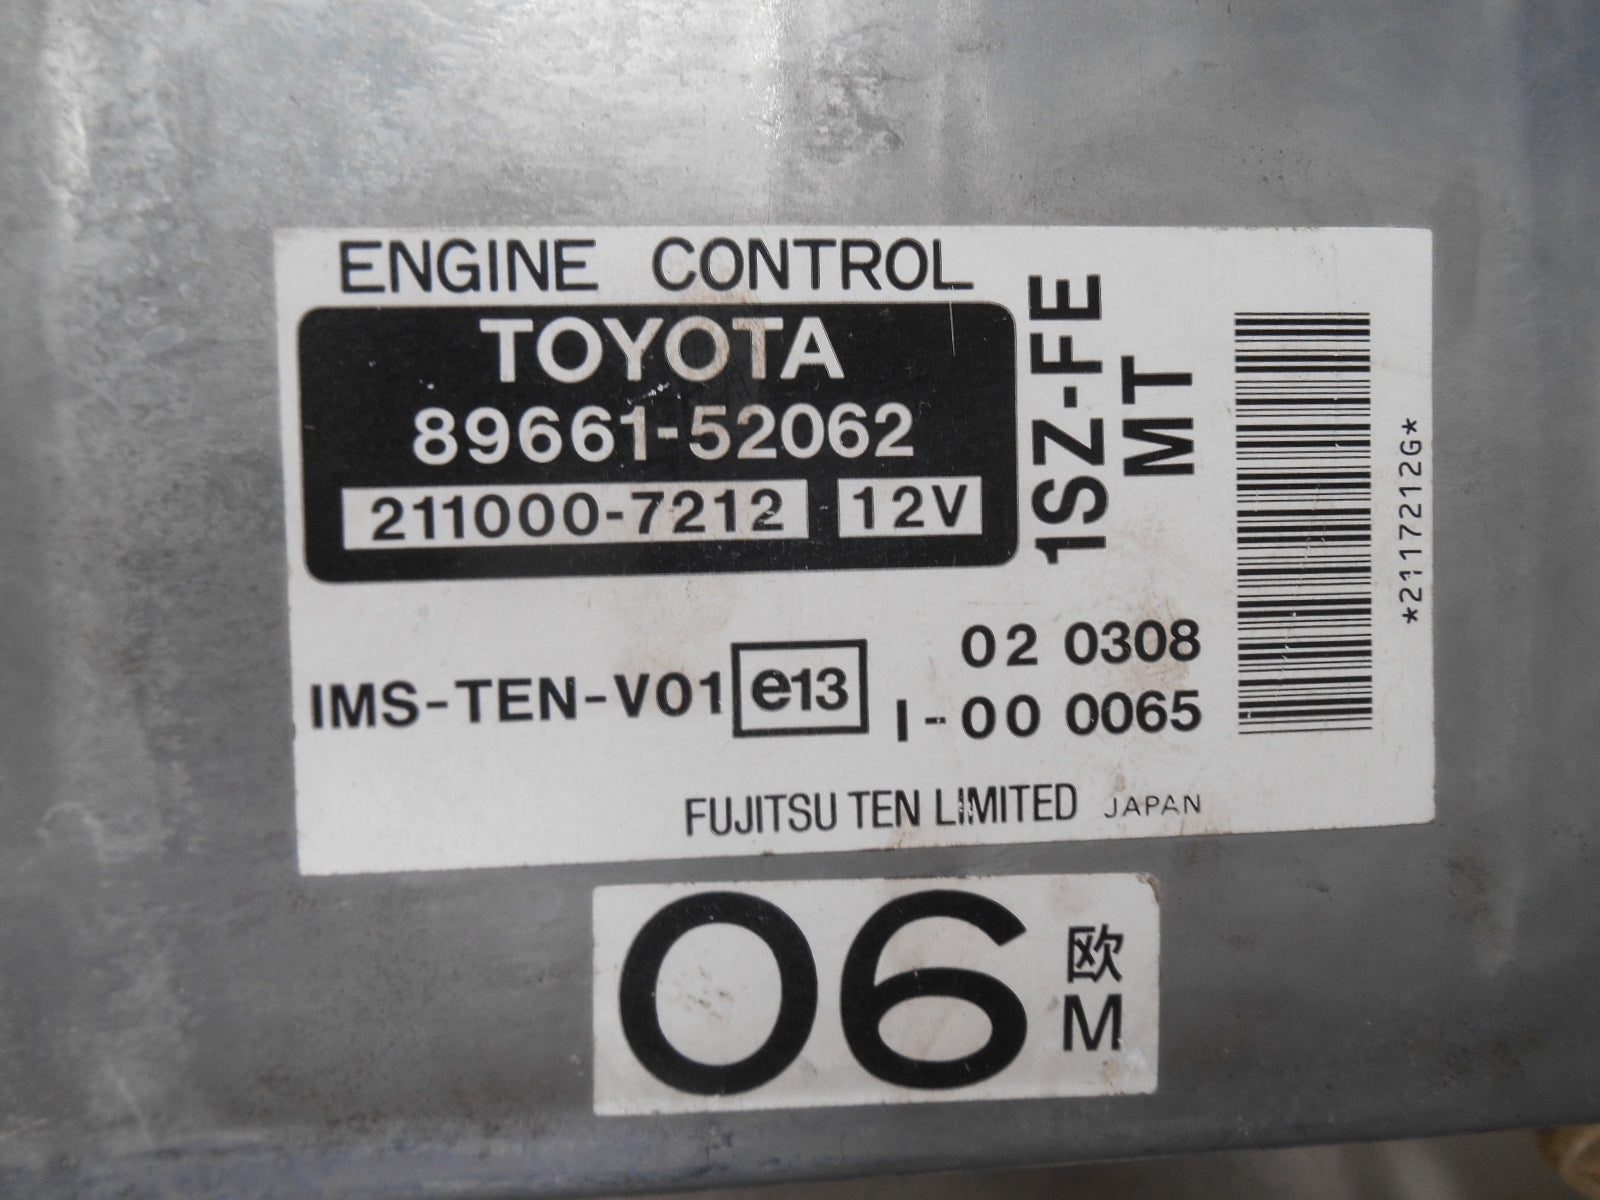 ENGINE CONTROL
TOYOTA
89661-52062
211000-7212 12V
1SZ-FE
MT
*2117212G*
IMS-TEN-V01 e13 02 0308
I-00 0065
FUJITSU TEN LIMITED JAPAN
06 欧
M